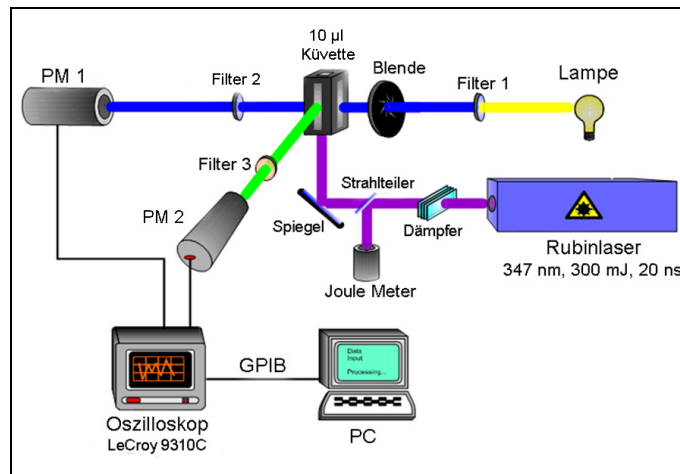 10 µl
Küvette
PM 1
Filter 2
Blende
Filter 1
Lampe
Filter 3
PM 2
Strahlteiler
Spiegel
Dämpfer
Joule Meter
Rubinlaser
347 nm, 300 mJ, 20 ns
GPIB
Data
Input
Processing...
Oszilloskop
LeCroy 9310C
PC